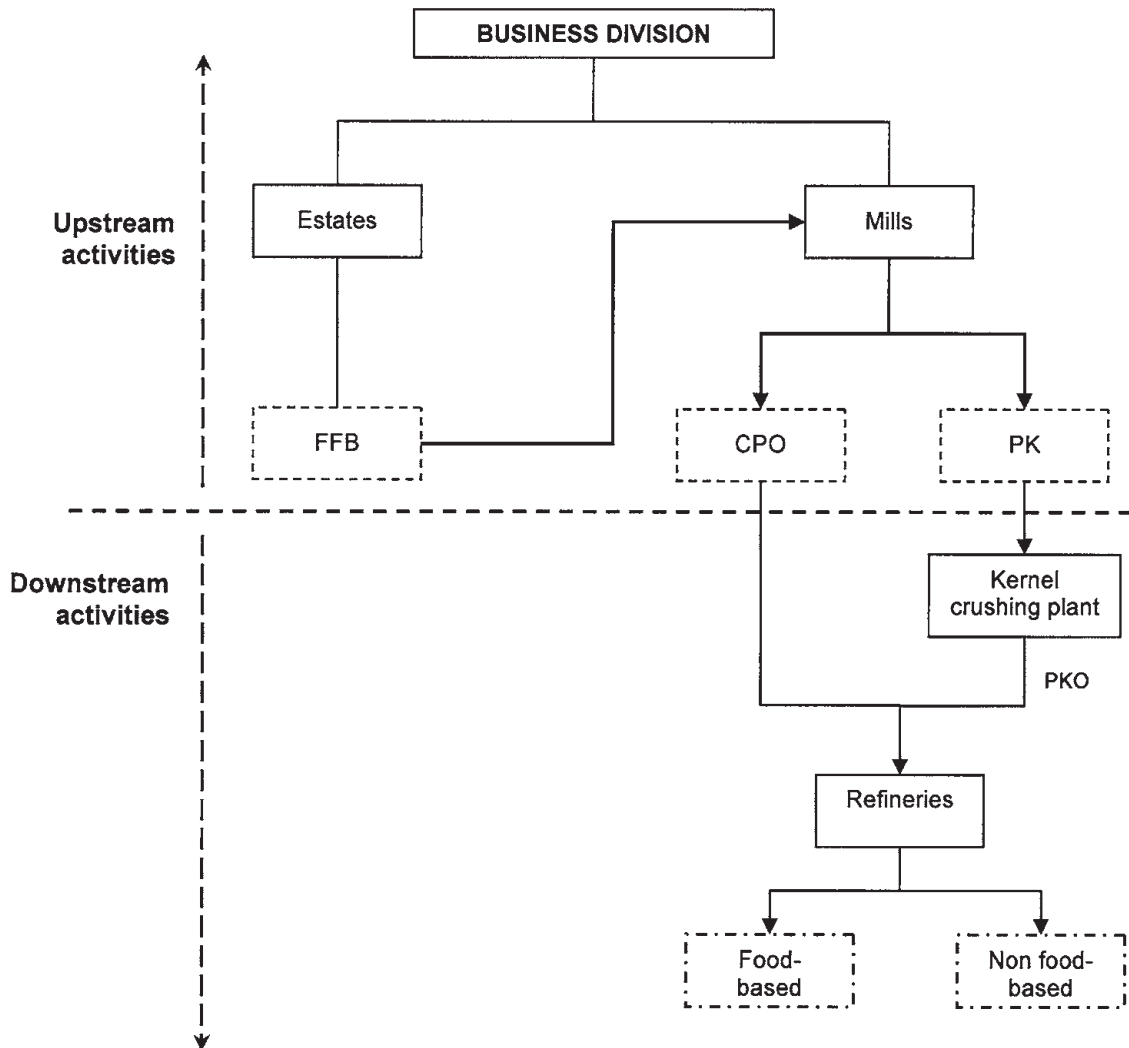 BUSINESS DIVISION
Upstream
activities
Estates
Mills
FFB
CPO
PK
Downstream
activities
Kernel
crushing plant
PKO
Refineries
Food-
based
Non food-
based